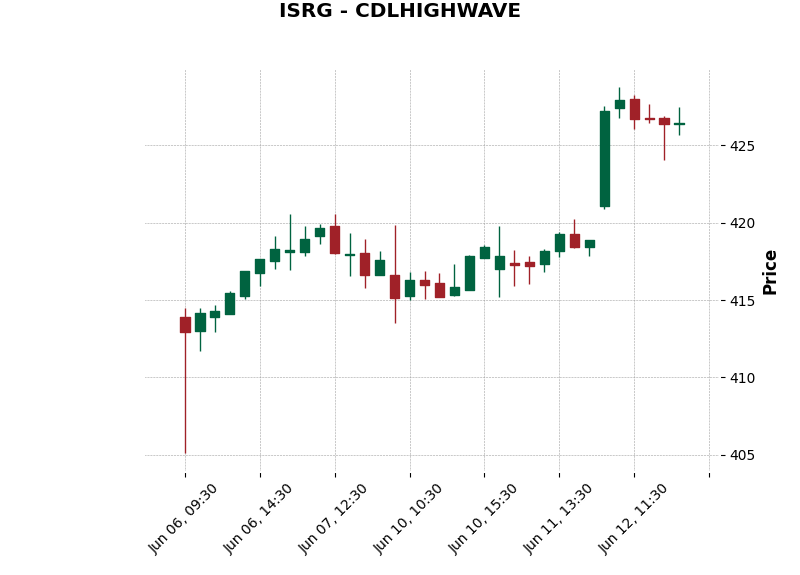 ISRG - CDLHIGHWAVE
425
420
415
410
405
Price
Jun 06, 09:30
Jun 06, 14:30
Jun 07, 12:30
Jun 10, 10:30
Jun 10, 15:30
Jun 11, 13:30
Jun 12, 11:30